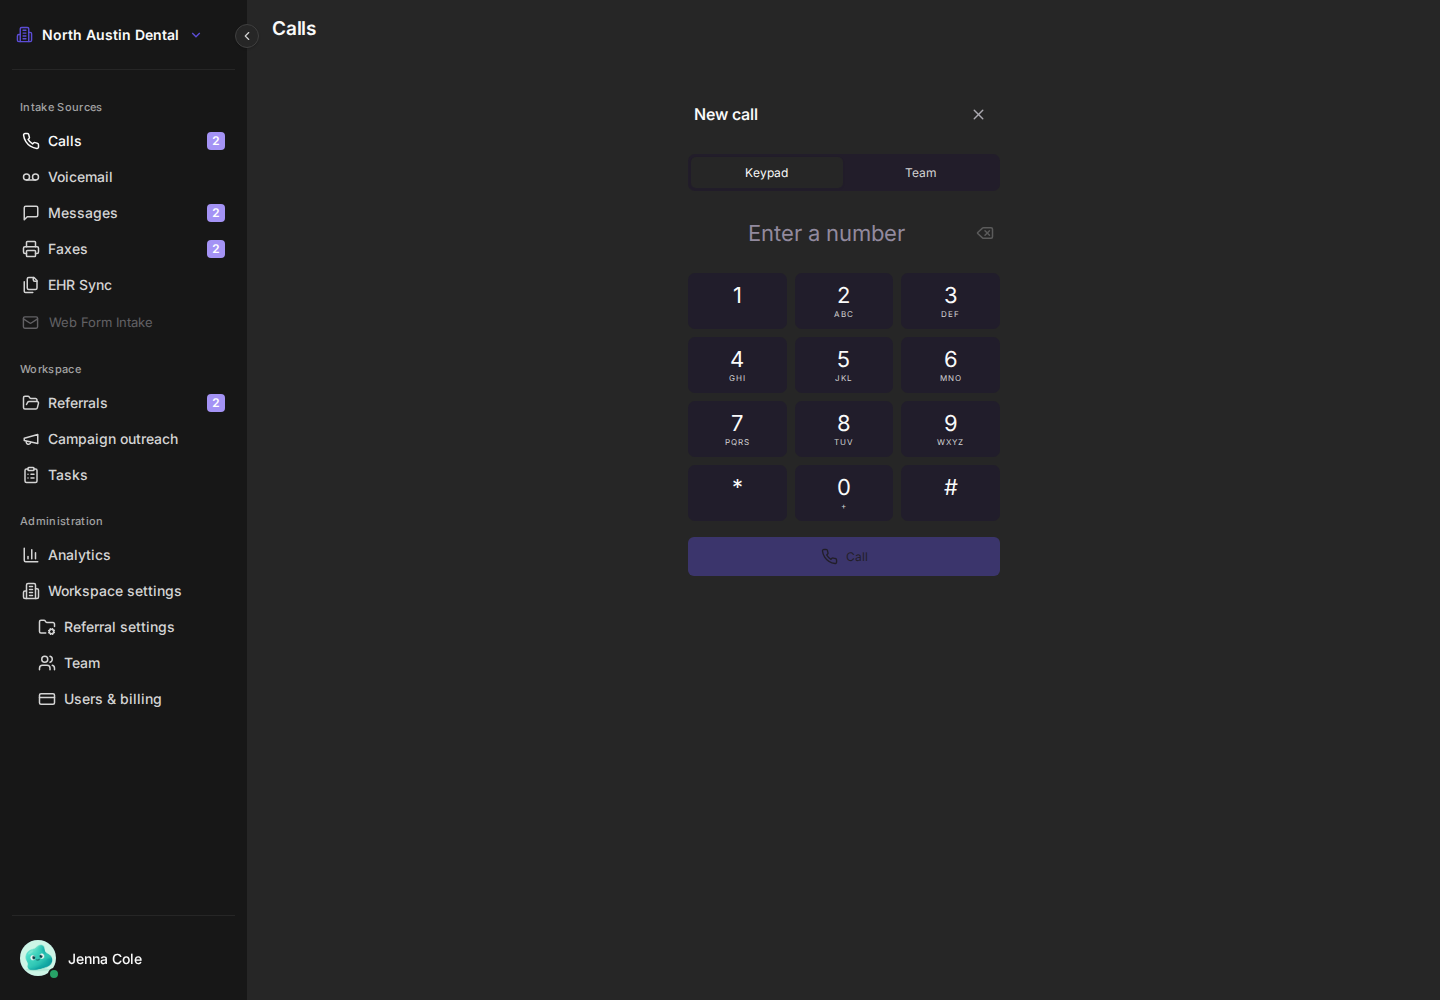 North Austin Dental
Intake Sources
Calls 2
Voicemail
Messages 2
Faxes 2
EHR Sync
Web Form Intake
Workspace
Referrals 2
Campaign outreach
Tasks
Administration
Analytics
Workspace settings
Referral settings
Team
Users & billing
Jenna Cole
Calls
New call
Keypad Team
Enter a number
1 2 3
ABC DEF
4 5 6
GHI JKL MNO
7 8 9
PQRS TUV WXYZ
* 0 #
+
Call